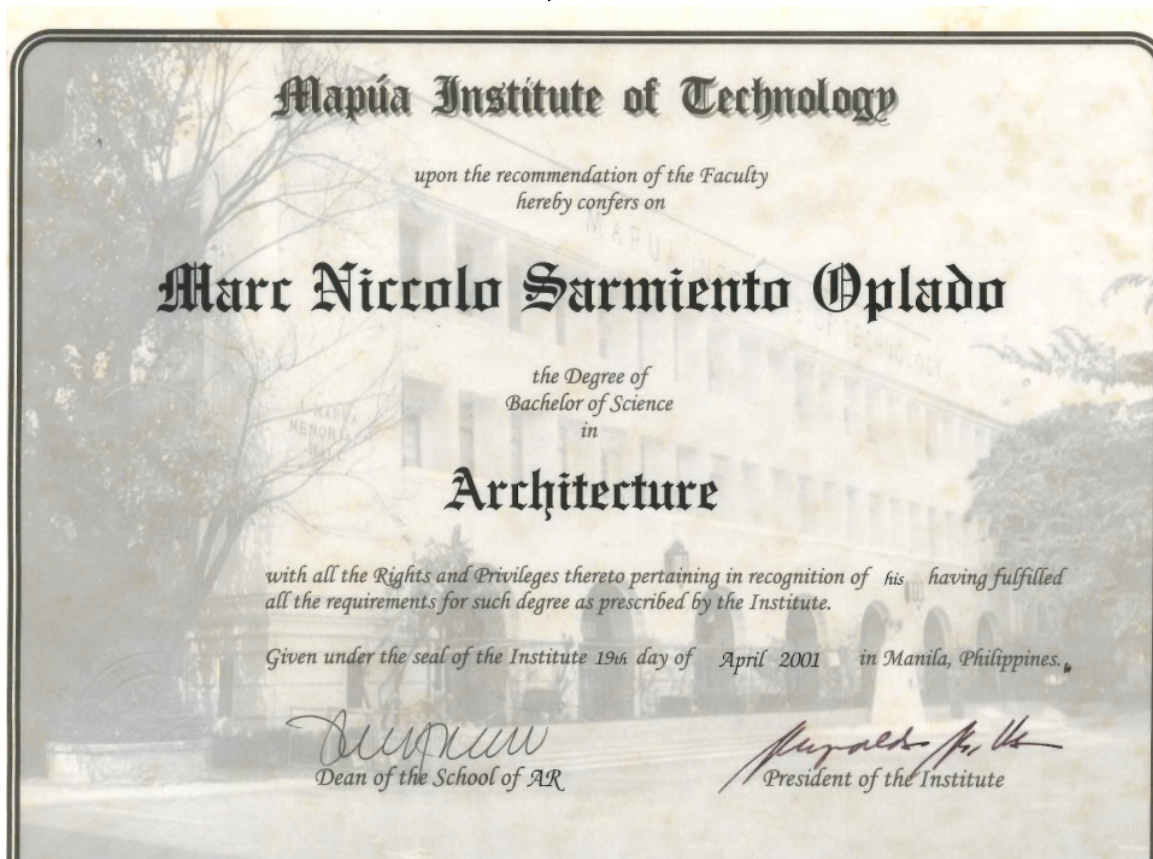 Mapúa Institute of Technology
upon the recommendation of the Faculty
hereby confers on
Marc Niccolo Sarmiento Oplado
the Degree of
Bachelor of Science
in
Architecture
with all the Rights and Privileges thereto pertaining in recognition of his having fulfilled
all the requirements for such degree as prescribed by the Institute.
Given under the seal of the Institute 19th day of April 2001 in Manila, Philippines.
Dean of the School of AR
President of the Institute
MAPUA
MEMORIAL
HALL